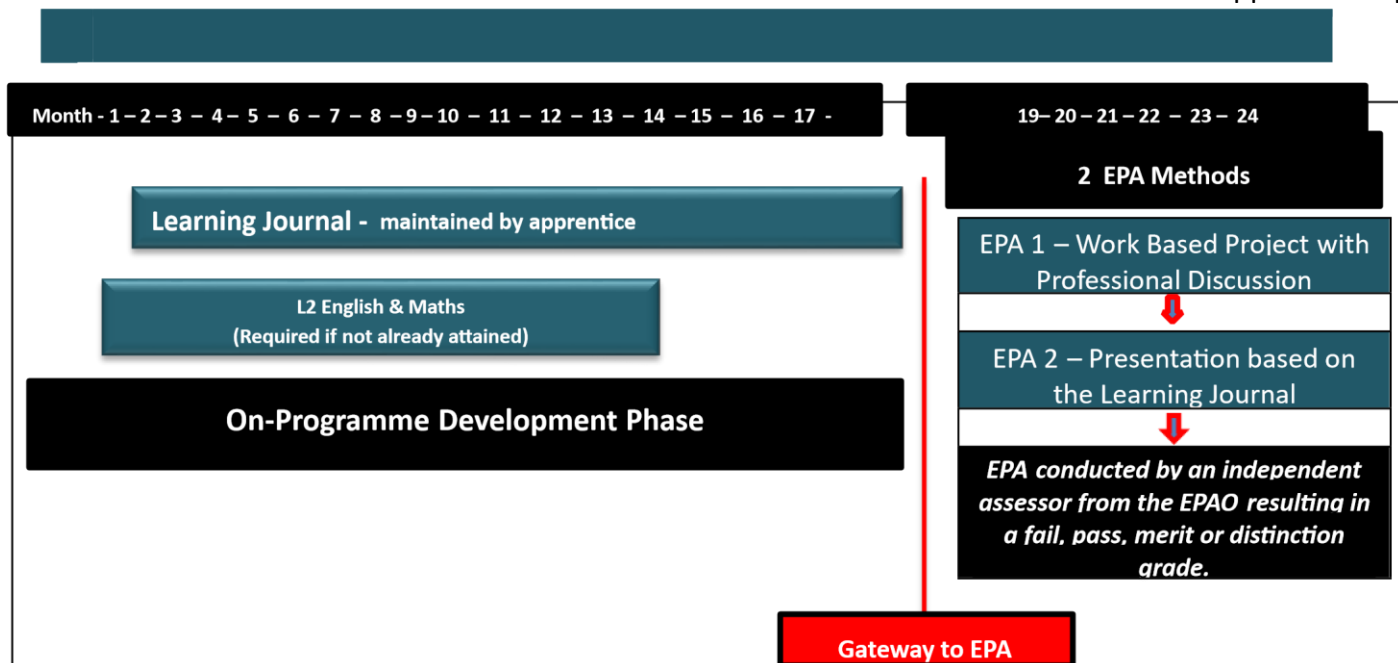 Month - 1 – 2 – 3 – 4 – 5 – 6 – 7 – 8 – 9 – 10 – 11 – 12 – 13 – 14 – 15 – 16 – 17 -
19– 20 – 21 – 22 – 23 – 24
2 EPA Methods
Learning Journal - maintained by apprentice
EPA 1 – Work Based Project with
Professional Discussion
L2 English & Maths
(Required if not already attained)
EPA 2 – Presentation based on
the Learning Journal
On-Programme Development Phase
EPA conducted by an independent
assessor from the EPAO resulting in
a fail, pass, merit or distinction
grade.
Gateway to EPA